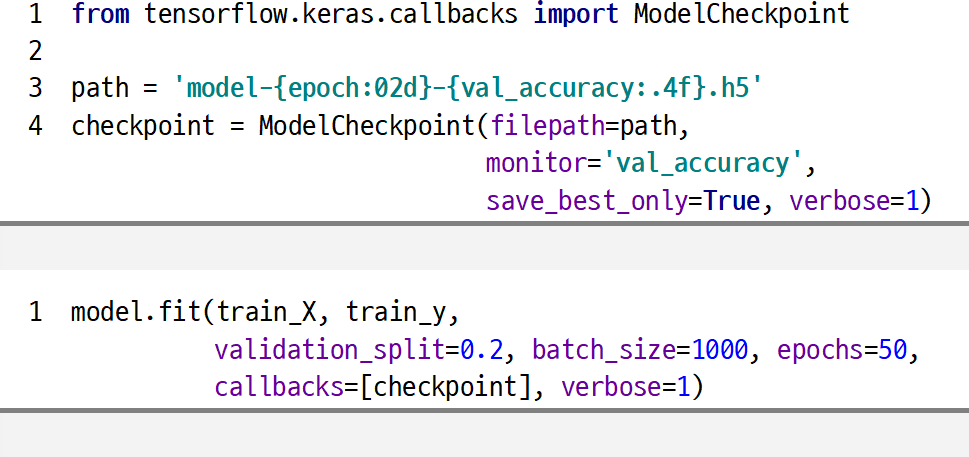 1 from tensorflow.keras.callbacks import ModelCheckpoint
2
3 path = 'model-{epoch:02d}-{val_accuracy:.4f}.h5'
4 checkpoint = ModelCheckpoint(filepath=path,
monitor='val_accuracy',
save_best_only=True, verbose=1)
1 model.fit(train_X, train_y,
validation_split=0.2, batch_size=1000, epochs=50,
callbacks=[checkpoint], verbose=1)